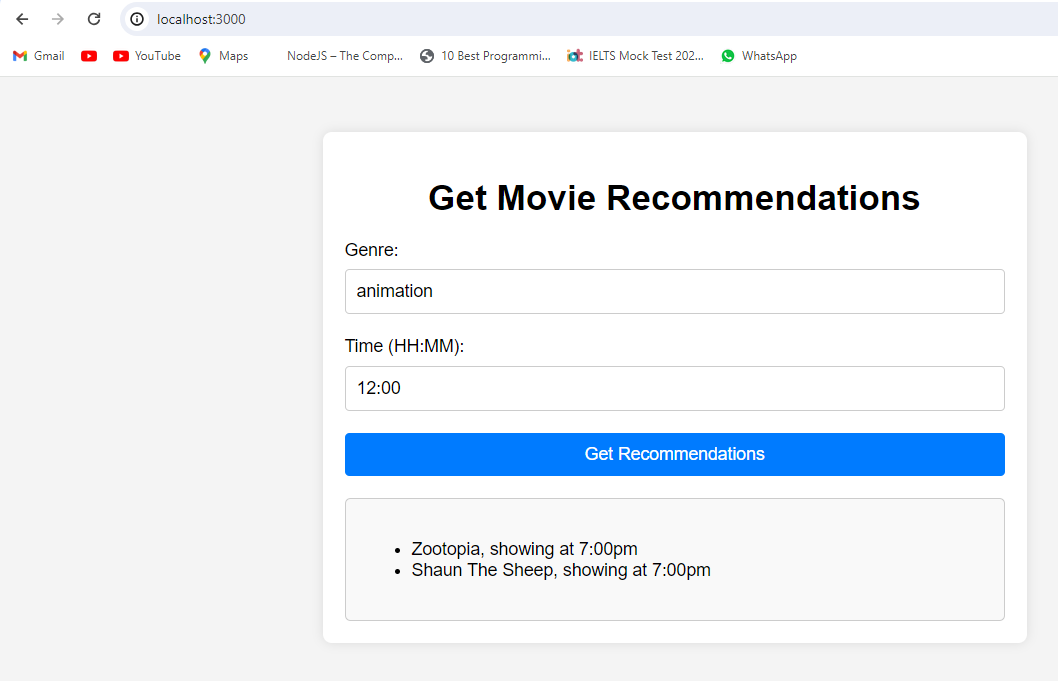 localhost:3000
Gmail YouTube Maps NodeJS – The Comp... 10 Best Programmi... IELTS Mock Test 202... WhatsApp
Get Movie Recommendations
Genre:
animation
Time (HH:MM):
12:00
Get Recommendations
Zootopia, showing at 7:00pm
Shaun The Sheep, showing at 7:00pm